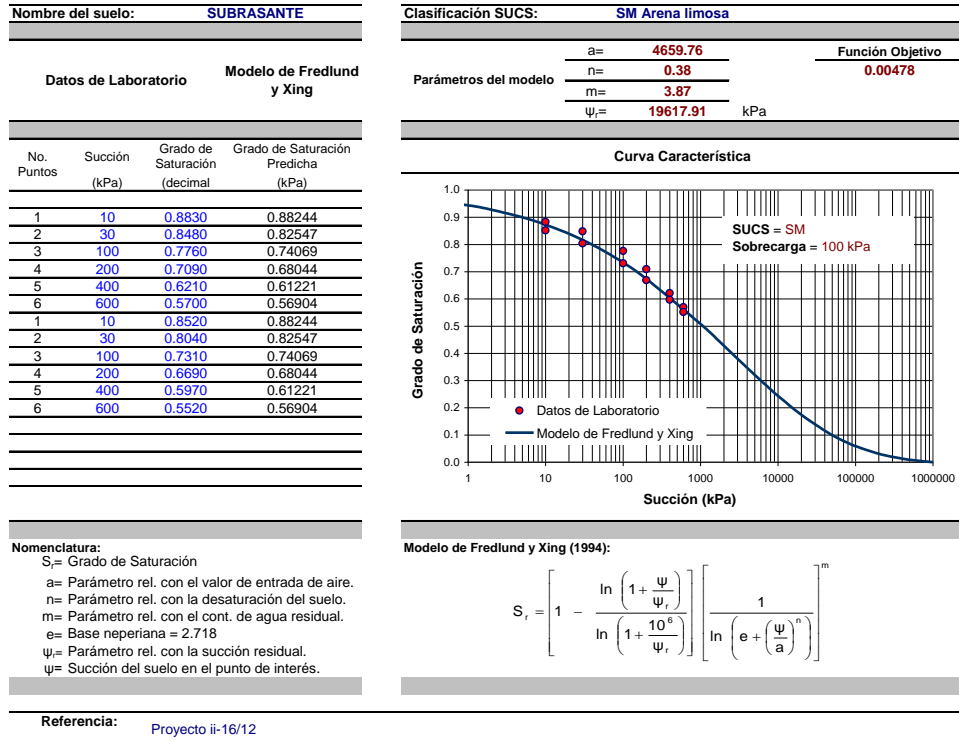 Nombre del suelo: SUBRASANTE
Clasificación SUCS: SM Arena limosa
Datos de Laboratorio
Modelo de Fredlund y Xing
Parámetros del modelo
a= 4659.76
n= 0.38
m= 3.87
Ψr= 19617.91 kPa
Función Objetivo
0.00478
No. Puntos Succión (kPa) Grado de Saturación (decimal Grado de Saturación Predicha (kPa)
1 10 0.8830 0.88244
2 30 0.8480 0.82547
3 100 0.7760 0.74069
4 200 0.7090 0.68044
5 400 0.6210 0.61221
6 600 0.5700 0.56904
1 10 0.8520 0.88244
2 30 0.8040 0.82547
3 100 0.7310 0.74069
4 200 0.6690 0.68044
5 400 0.5970 0.61221
6 600 0.5520 0.56904
Curva Característica
Grado de Saturación
1.0
0.9
0.8
0.7
0.6
0.5
0.4
0.3
0.2
0.1
0.0
SUCS = SM
Sobrecarga = 100 kPa
Datos de Laboratorio
Modelo de Fredlund y Xing
1 10 100 1000 10000 100000 1000000
Succión (kPa)
Nomenclatura:
Sr= Grado de Saturación
a= Parámetro rel. con el valor de entrada de aire.
n= Parámetro rel. con la desaturación del suelo.
m= Parámetro rel. con el cont. de agua residual.
e= Base neperiana = 2.718
ψr= Parámetro rel. con la succión residual.
ψ= Succión del suelo en el punto de interés.
Modelo de Fredlund y Xing (1994):
S r = [ 1 − ln ( 1 + Ψ / Ψ r ) / ln ( 1 + 10^6 / Ψ r ) ] [ 1 / ln ( e + ( Ψ / a )^n ) ]^m
Referencia: Proyecto ii-16/12